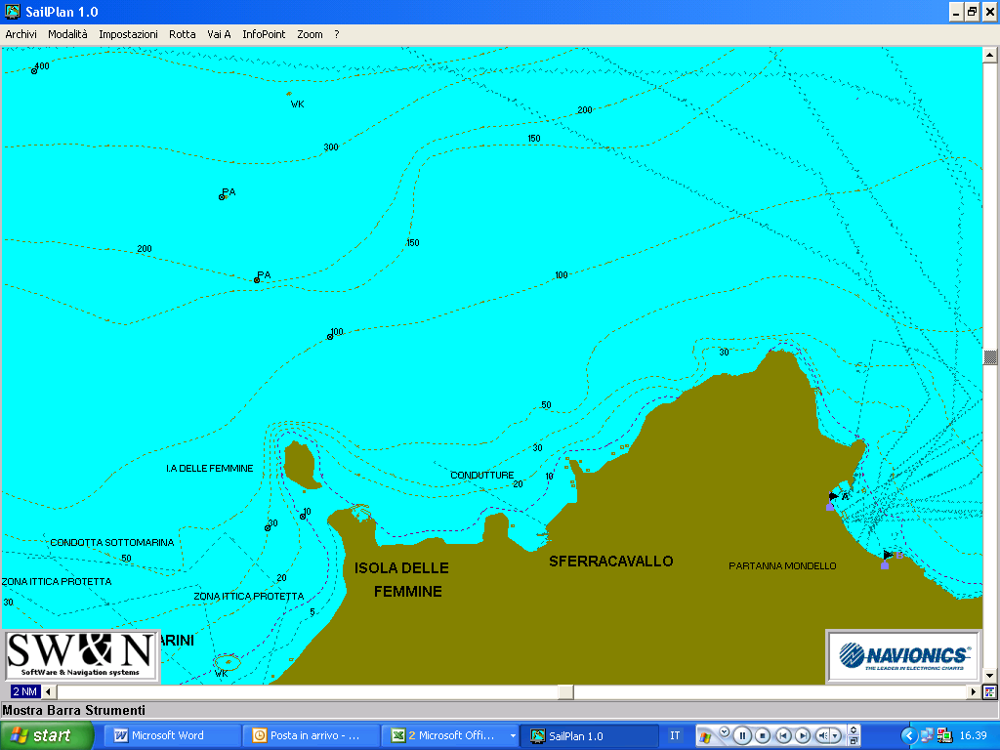 SailPlan 1.0
Archivi Modalità Impostazioni Rotta Vai A InfoPoint Zoom ?
400
WK
200
150
300
PA
150
200
PA
100
100
30
50
30
I.A DELLE FEMMINE
CONDUTTURE
10
20
A
10
30
CONDOTTA SOTTOMARINA
50
SFERRACAVALLO
ISOLA DELLE
FEMMINE
PARTANNA MONDELLO
20
ZONA ITTICA PROTETTA
ZONA ITTICA PROTETTA
30
5
ARINI
SW&N
SoftWare & Navigation systems
WK
NAVIONICS
THE LEADER IN ELECTRONIC CHARTS
2 NM
Mostra Barra Strumenti
start
Microsoft Word
Posta in arrivo - ...
2 Microsoft Offi...
SailPlan 1.0
IT
16.39